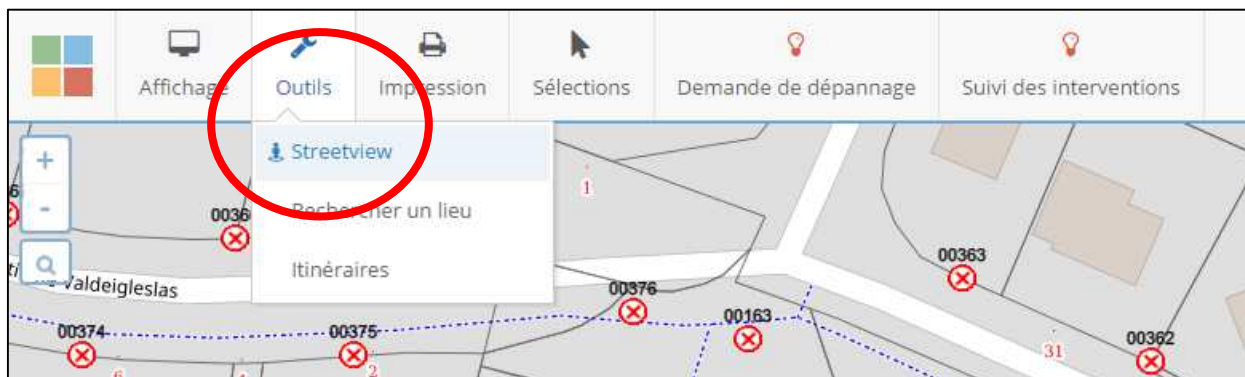 Affichage Outils Impression Sélections Demande de dépannage Suivi des interventions
Streetview
Rechercher un lieu
Itinéraires
+
-
1
00363
Valdeigleslas
00376
00163
00374
00375
00362
31
2
6